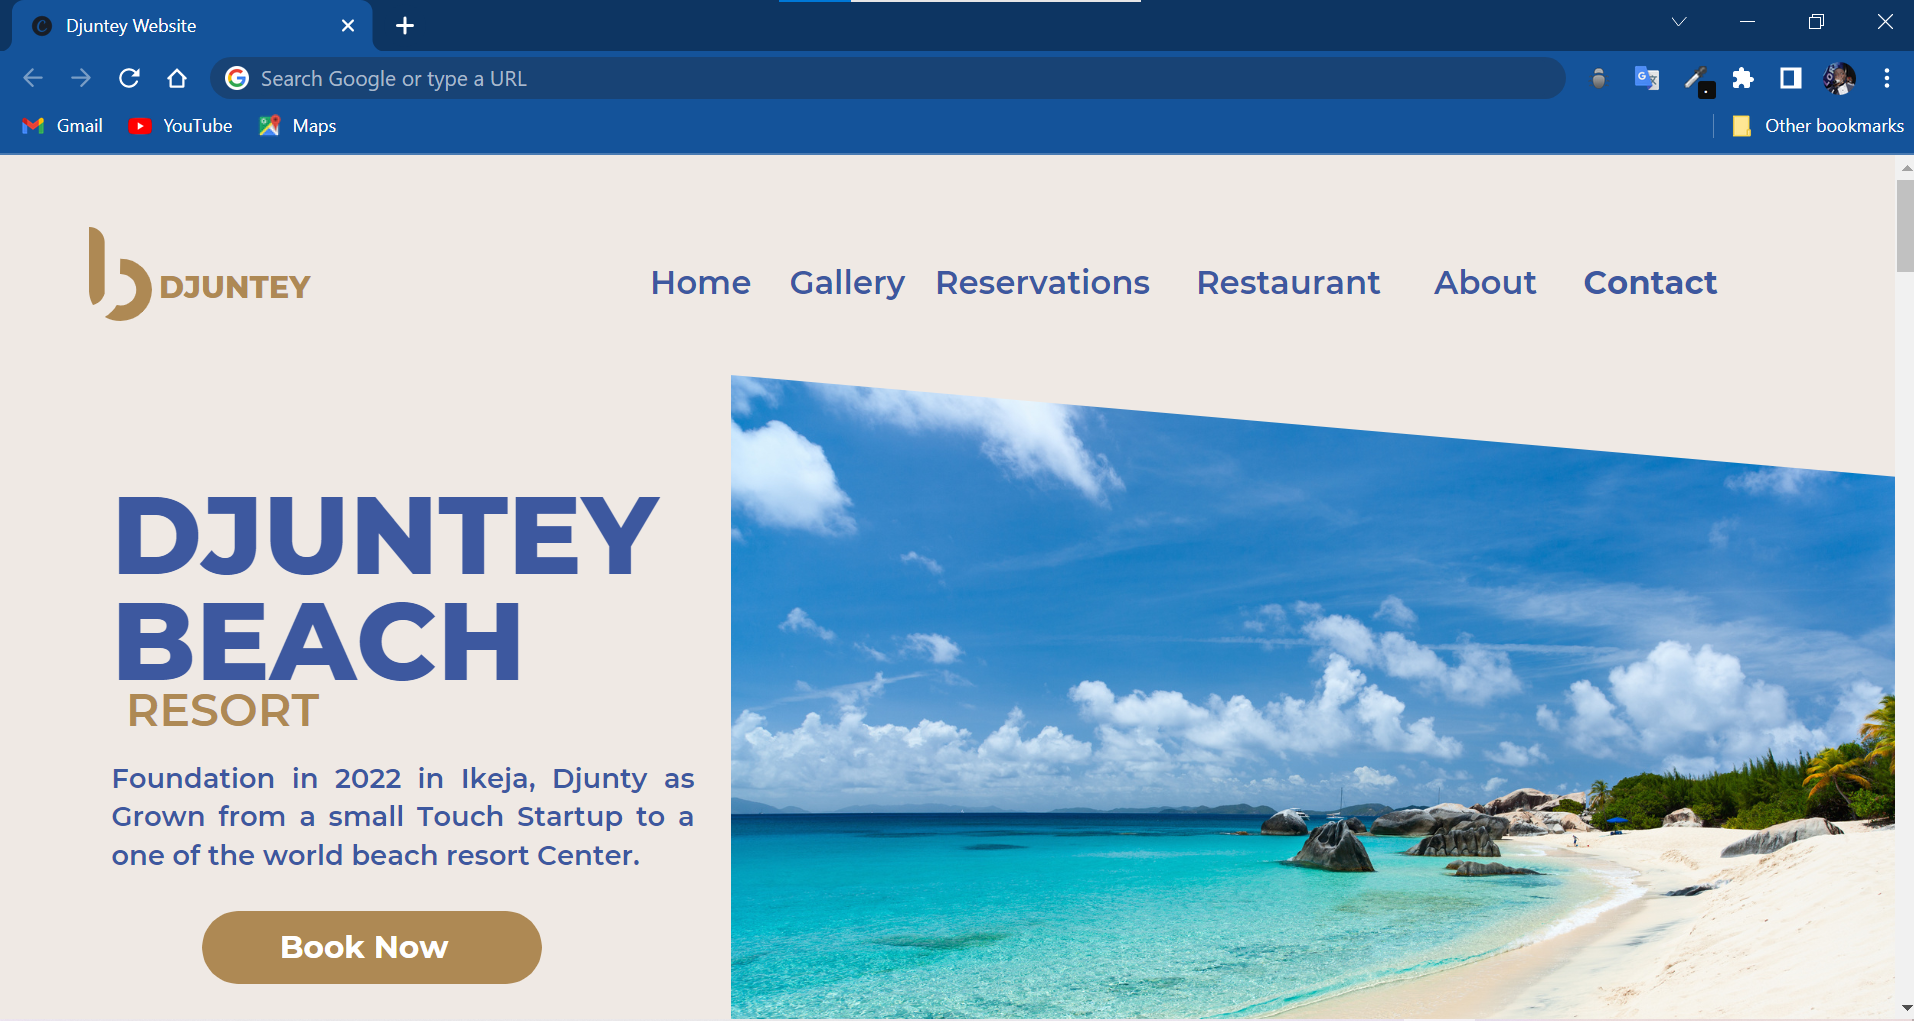 Djuntey Website
Search Google or type a URL
Gmail YouTube Maps Other bookmarks
DJUNTEY
Home Gallery Reservations Restaurant About Contact
DJUNTEY
BEACH
RESORT
Foundation in 2022 in Ikeja, Djunty as
Grown from a small Touch Startup to a
one of the world beach resort Center.
Book Now